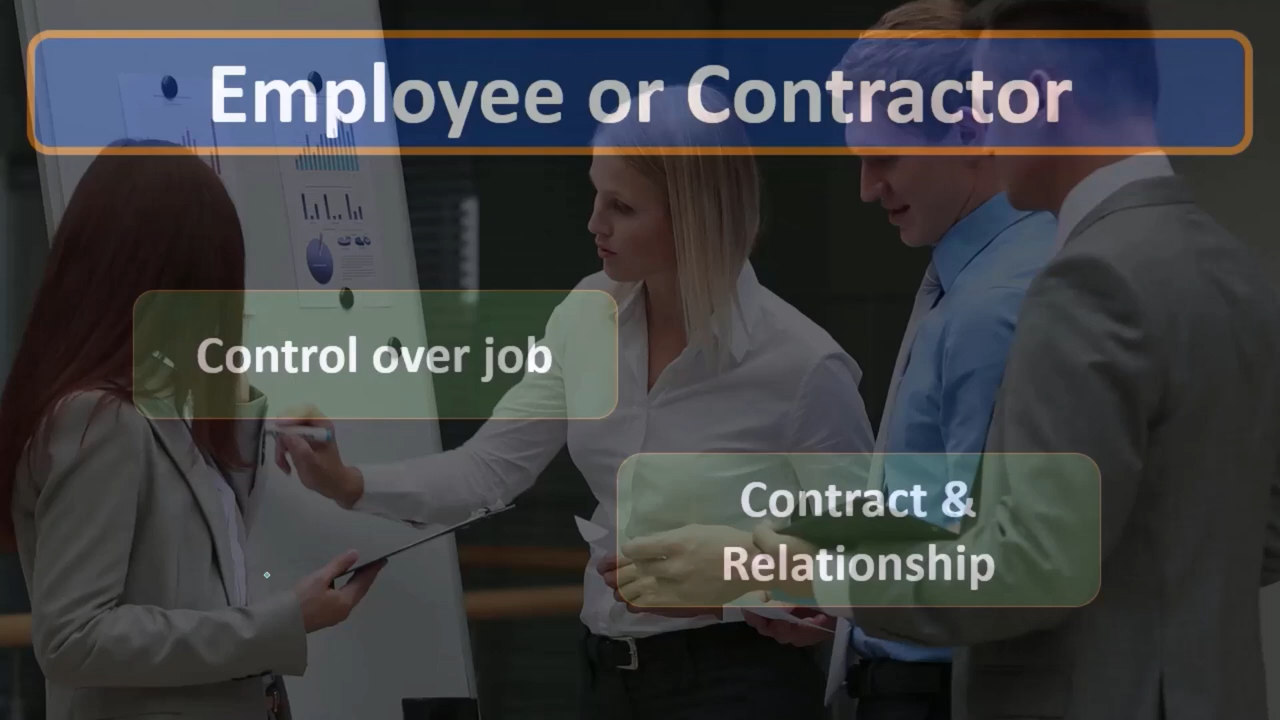 Employee or Contractor
Control over job
Contract &
Relationship